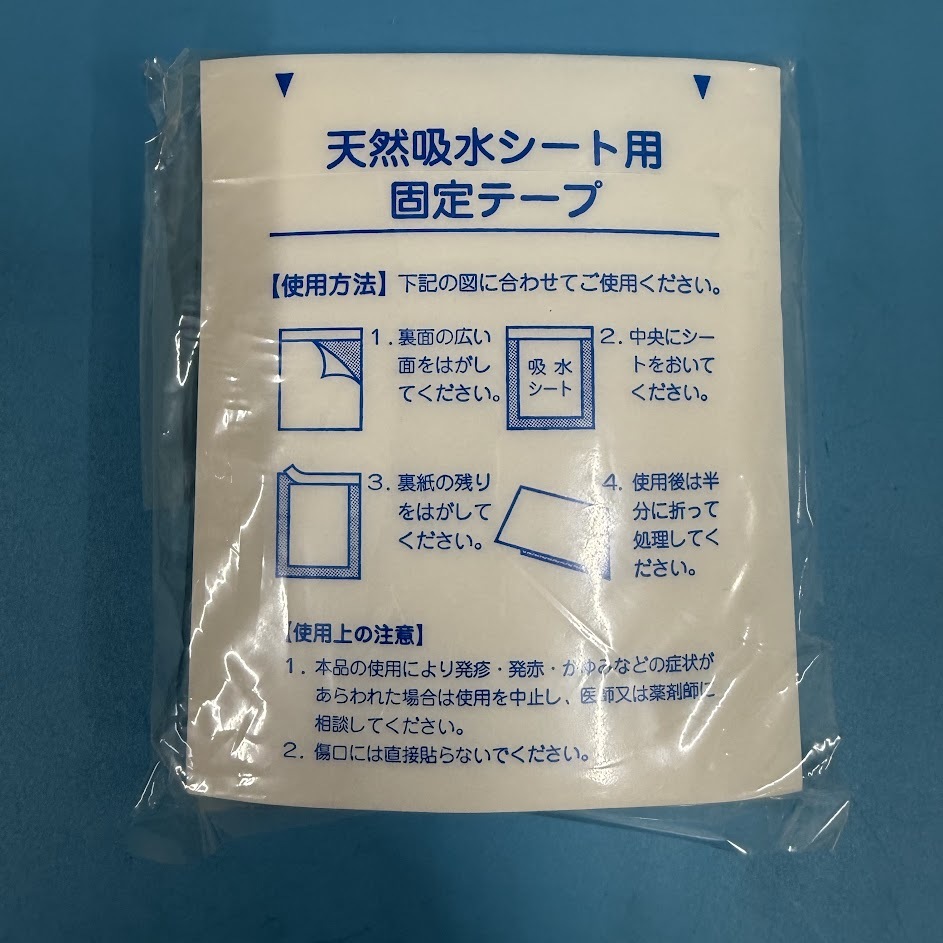 天然吸水シート用
固定テープ
【使用方法】下記の図に合わせてご使用ください。
1. 裏面の広い
面をはがし
てください。
吸水
シート
2. 中央にシー
トをおいて
ください。
3. 裏紙の残り
をはがして
ください。
4. 使用後は半
分に折って
処理してく
ださい。
【使用上の注意】
1. 本品の使用により発疹・発赤・かゆみなどの症状が
あらわれた場合は使用を中止し、医師又は薬剤師に
相談してください。
2. 傷口には直接貼らないでください。